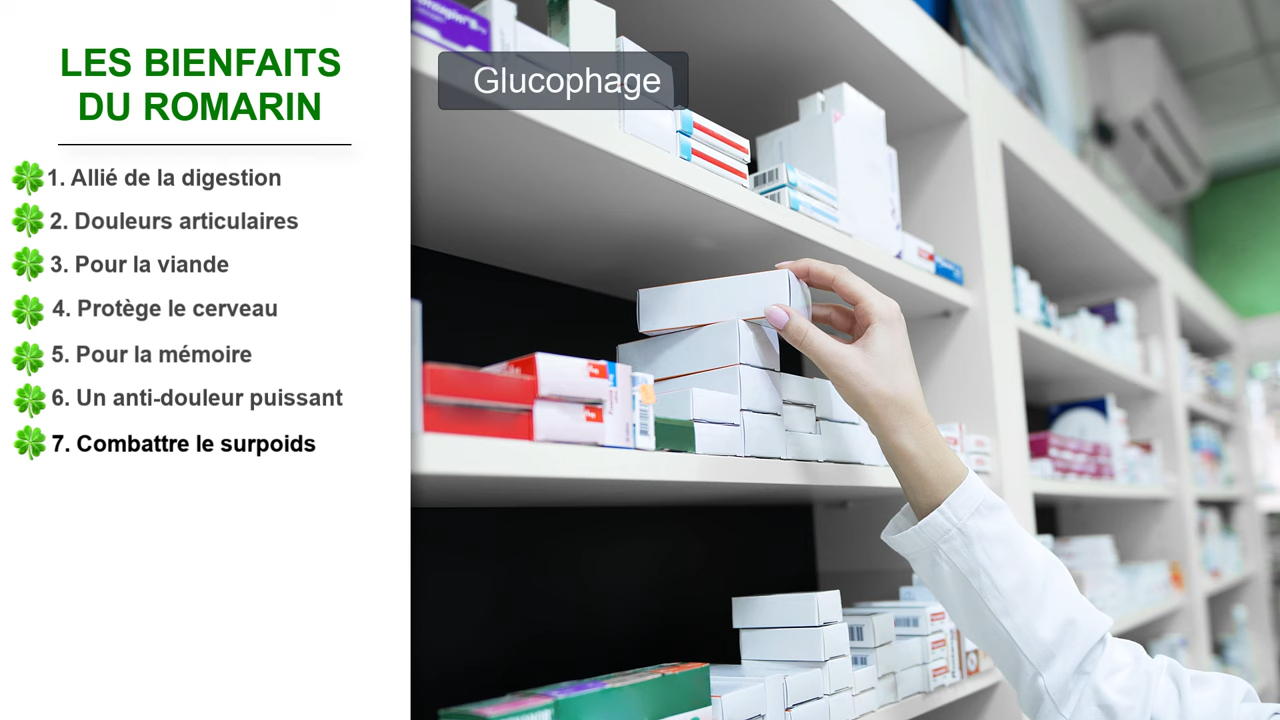 LES BIENFAITS
DU ROMARIN
1. Allié de la digestion
2. Douleurs articulaires
3. Pour la viande
4. Protège le cerveau
5. Pour la mémoire
6. Un anti-douleur puissant
7. Combattre le surpoids
Glucophage